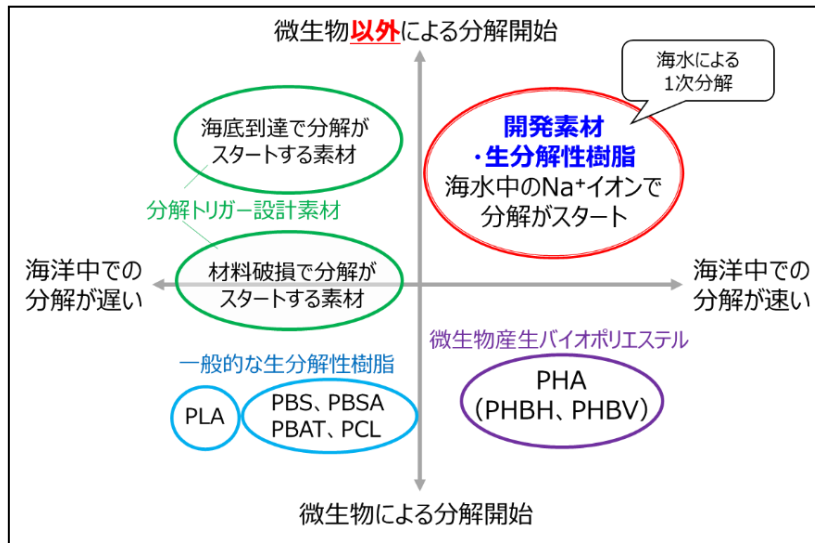 微生物以外による分解開始
海水による
1次分解
海底到達で分解が
スタートする素材
開発素材
・生分解性樹脂
海水中のNa⁺イオンで
分解がスタート
分解トリガー設計素材
材料破損で分解が
スタートする素材
海洋中での
分解が遅い
海洋中での
分解が速い
一般的な生分解性樹脂
微生物産生バイオポリエステル
PLA
PBS、PBSA
PBAT、PCL
PHA
（PHBH、PHBV）
微生物による分解開始